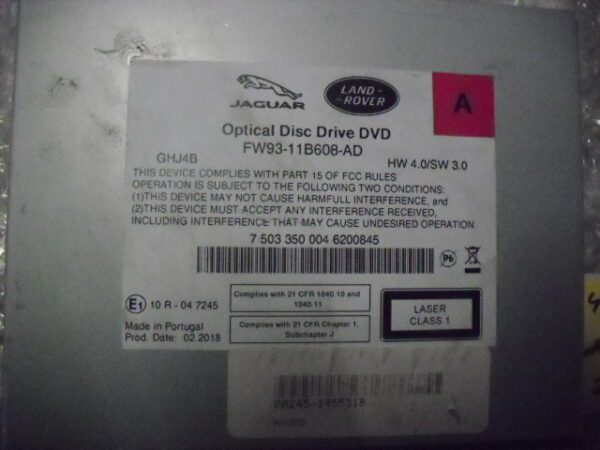 JAGUAR
LAND-
-ROVER
A
Optical Disc Drive DVD
FW93-11B608-AD
GHJ4B
HW 4.0/SW 3.0
THIS DEVICE COMPLIES WITH PART 15 OF FCC RULES
OPERATION IS SUBJECT TO THE FOLLOWING TWO CONDITIONS:
(1)THIS DEVICE MAY NOT CAUSE HARMFULL INTERFERENCE, and
(2)THIS DEVICE MUST ACCEPT ANY INTERFERENCE RECEIVED,
INCLUDING INTERFERENCE THAT MAY CAUSE UNDESIRED OPERATION
7 503 350 004 6200845
Pb
E1 10 R - 04 7245
Complies with 21 CFR 1040.10 and
1040.11
LASER
CLASS 1
Made in Portugal
Prod. Date: 02.2018
Complies with 21 CFR Chapter 1,
Subchapter J
00245-1455318